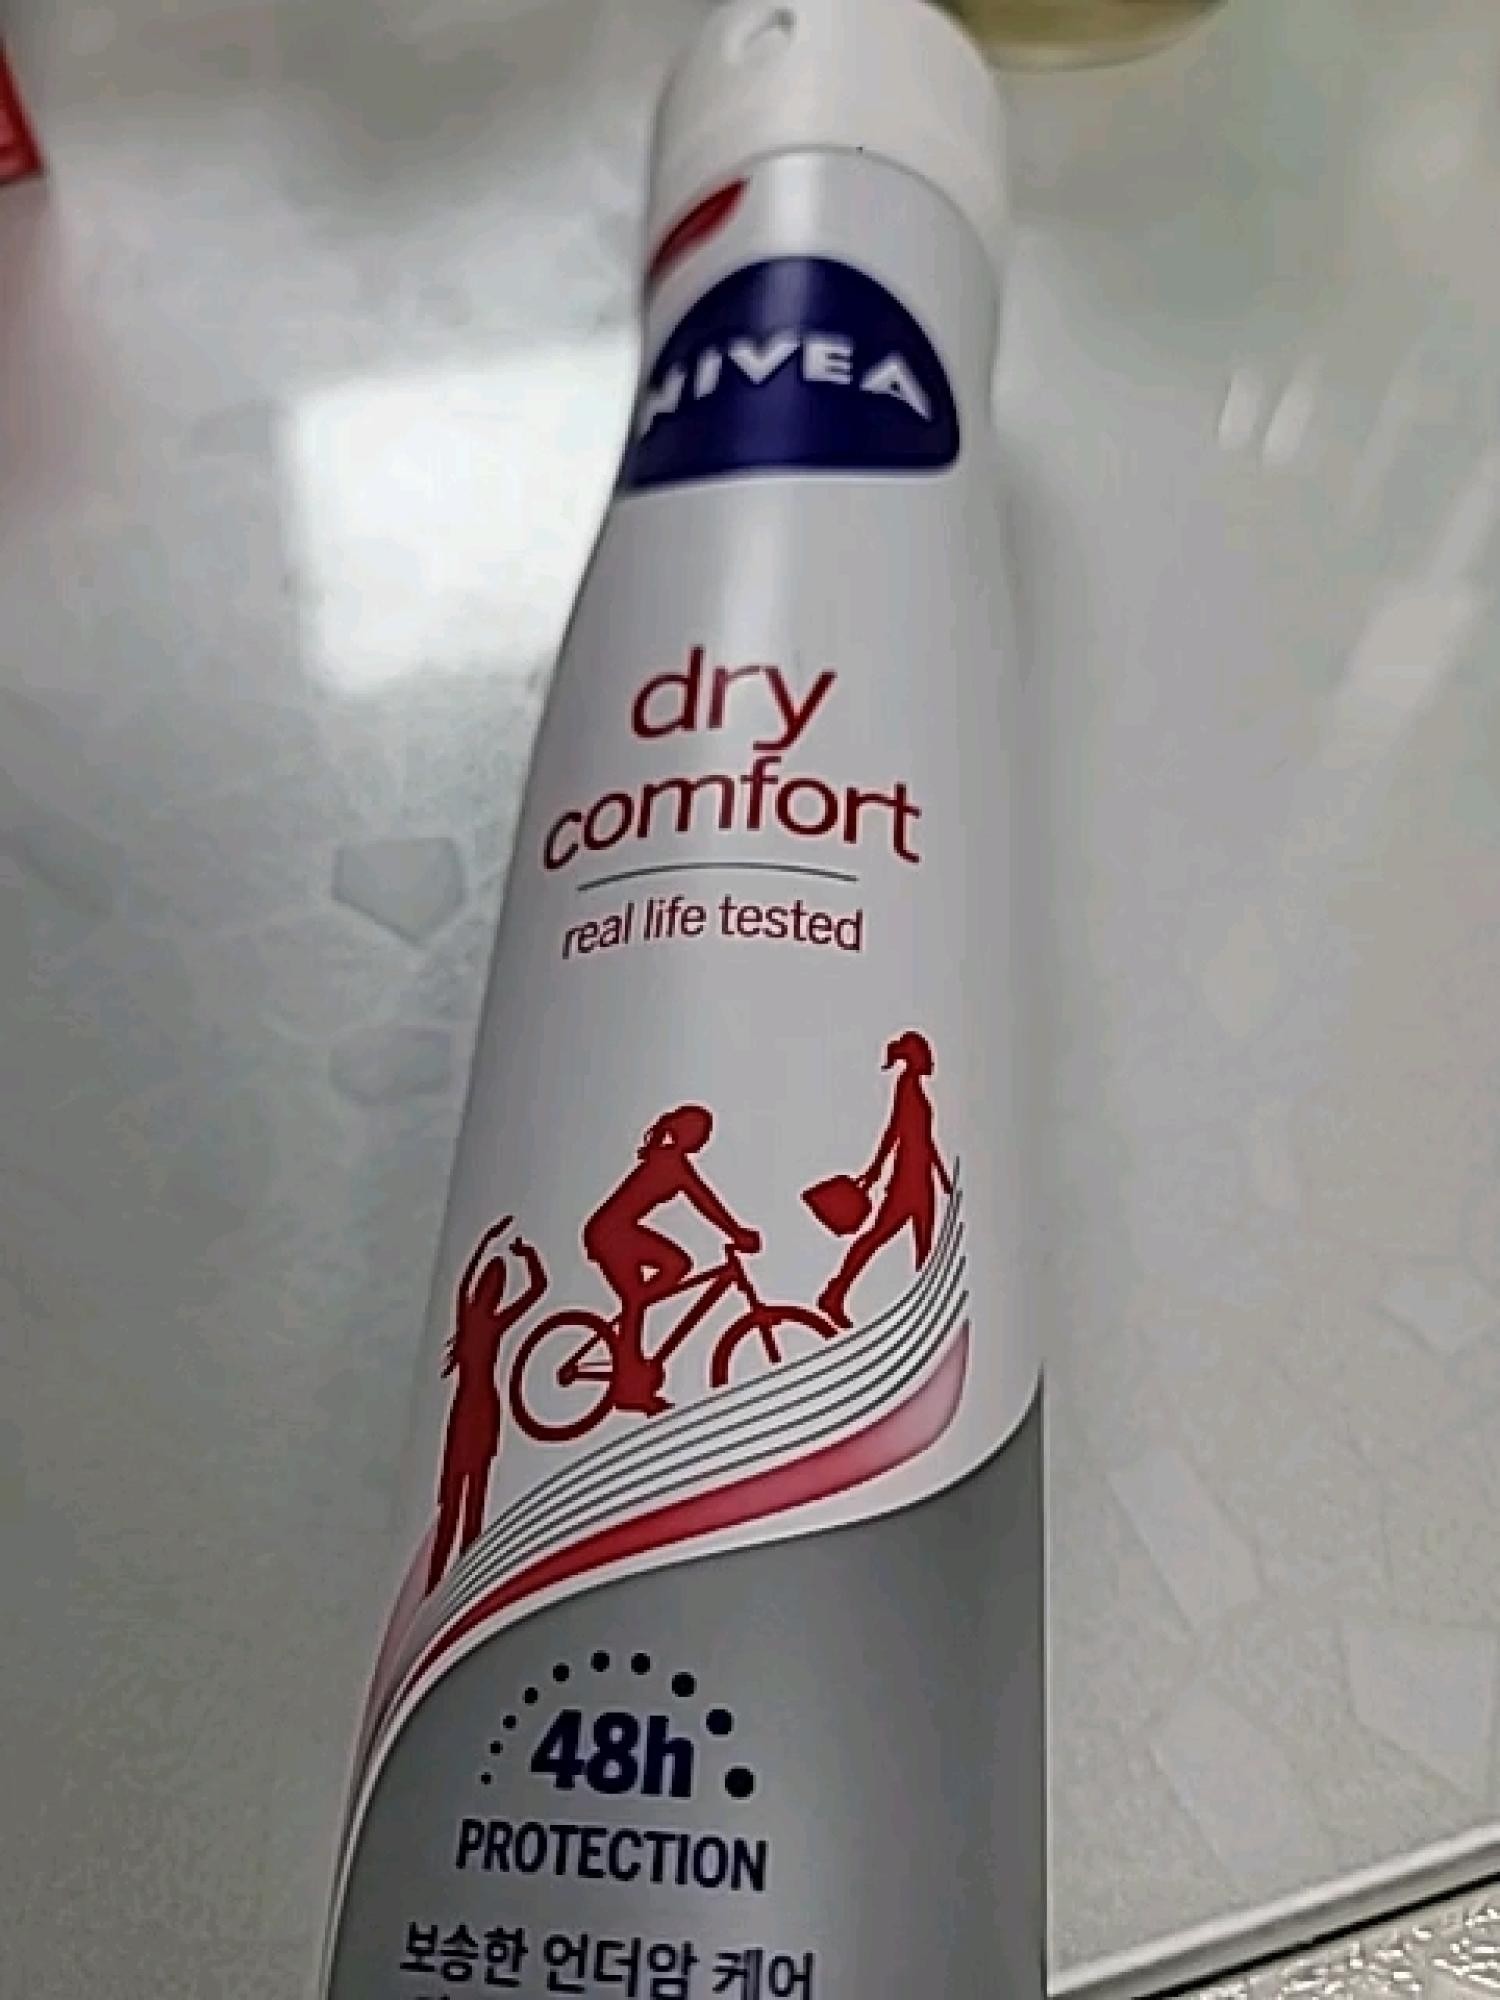 NIVEA
dry
comfort
real life tested
48h
PROTECTION
보송한 언더암 케어